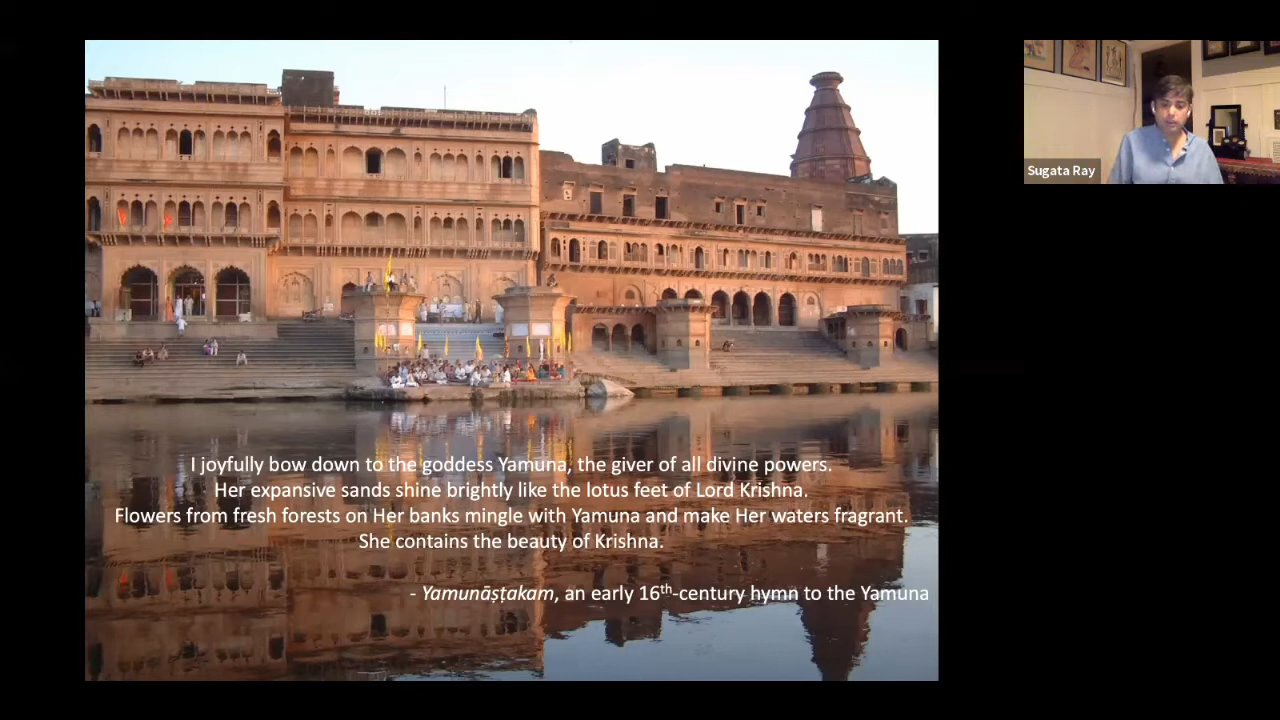 I joyfully bow down to the goddess Yamuna, the giver of all divine powers.
Her expansive sands shine brightly like the lotus feet of Lord Krishna.
Flowers from fresh forests on Her banks mingle with Yamuna and make Her waters fragrant.
She contains the beauty of Krishna.
- Yamunāṣṭakam, an early 16th-century hymn to the Yamuna
Sugata Ray